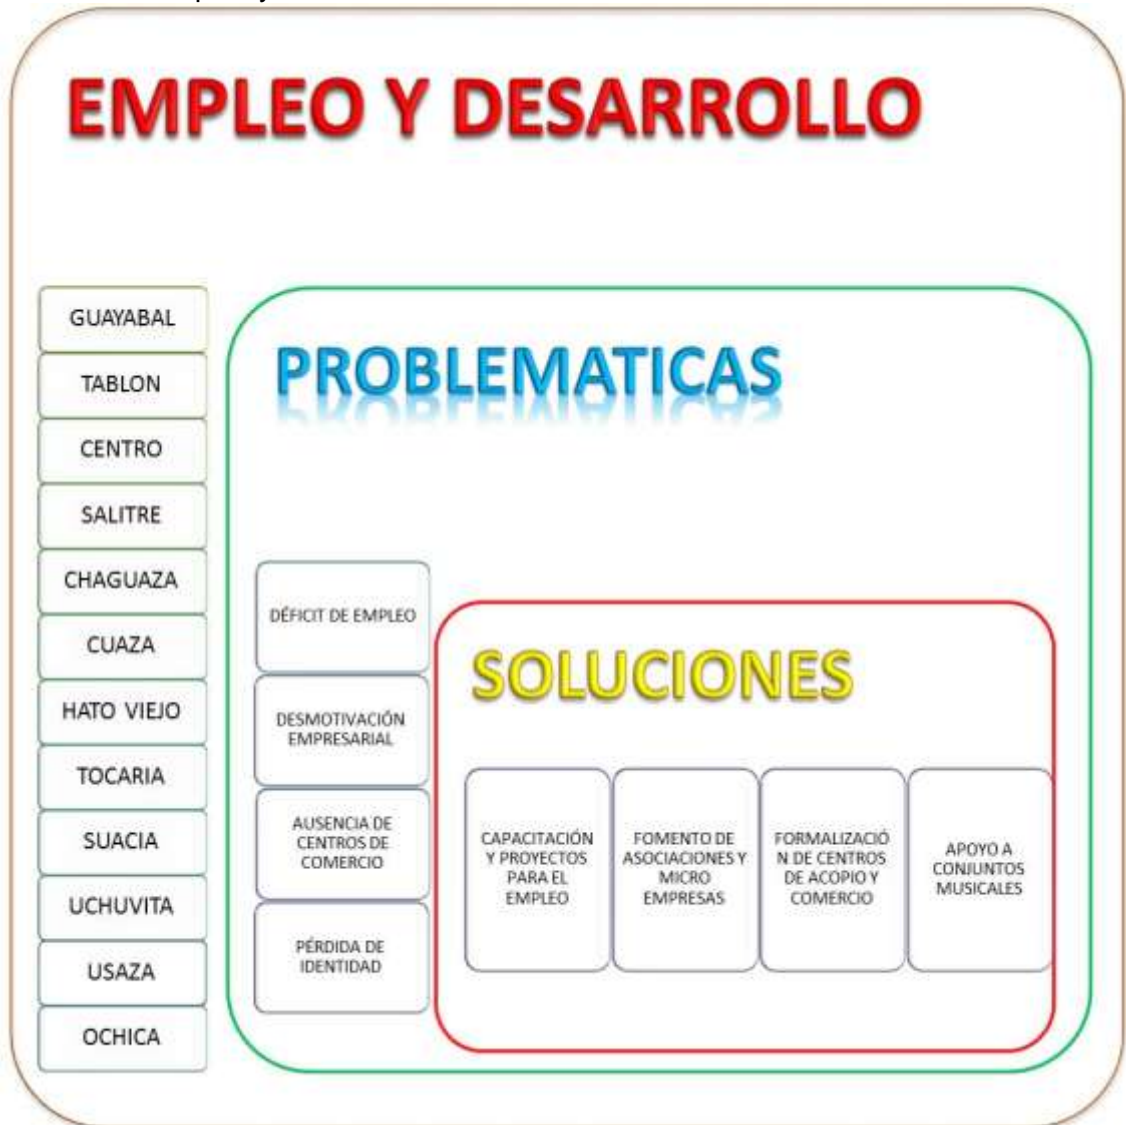 EMPLEO Y DESARROLLO
GUAYABAL
TABLON
CENTRO
SALITRE
CHAGUAZA
CUAZA
HATO VIEJO
TOCARIA
SUACIA
UCHUVITA
USAZA
OCHICA
PROBLEMATICAS
DÉFICIT DE EMPLEO
DESMOTIVACIÓN
EMPRESARIAL
AUSENCIA DE
CENTROS DE
COMERCIO
PÉRDIDA DE
IDENTIDAD
SOLUCIONES
CAPACITACIÓN
Y PROYECTOS
PARA EL
EMPLEO
FOMENTO DE
ASOCIACIONES Y
MICRO
EMPRESAS
FORMALIZACIÓ
N DE CENTROS
DE ACOPIO Y
COMERCIO
APOYO A
CONJUNTOS
MUSICALES